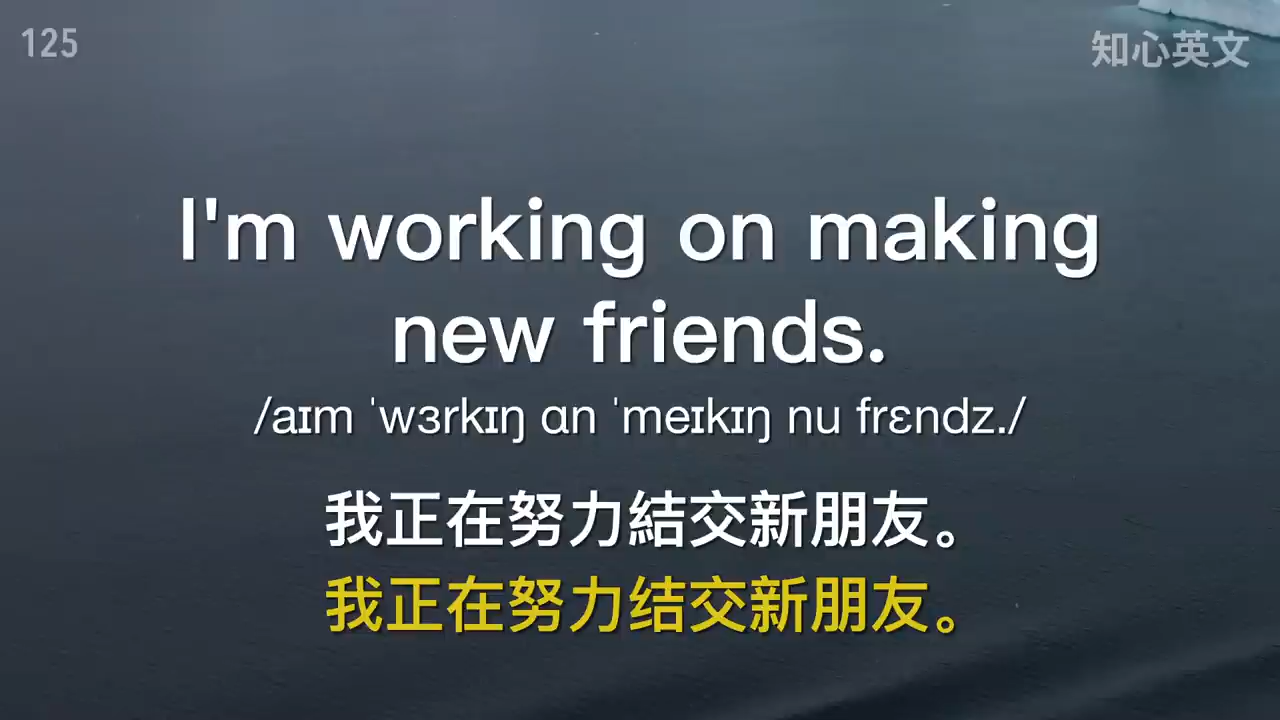 125
知心英文
I'm working on making
new friends.
/aɪm ˈwɜrkɪŋ ɑn ˈmeɪkɪŋ nu frɛndz./
我正在努力結交新朋友。
我正在努力结交新朋友。